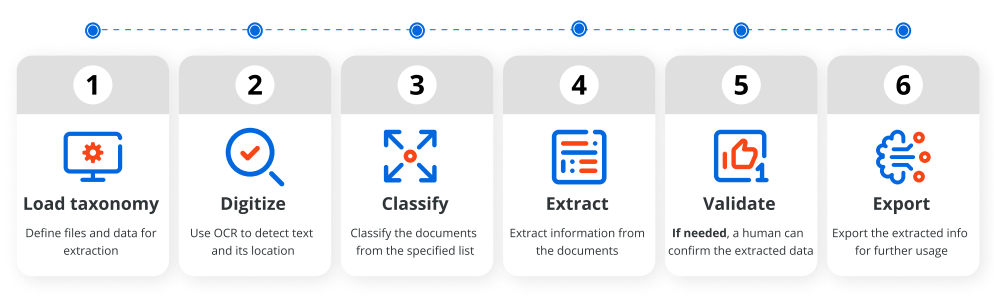 1
Load taxonomy
Define files and data for
extraction
2
Digitize
Use OCR to detect text
and its location
3
Classify
Classify the documents
from the specified list
4
Extract
Extract information from
the documents
5
Validate
If needed, a human can
confirm the extracted data
1
6
Export
Export the extracted info
for further usage